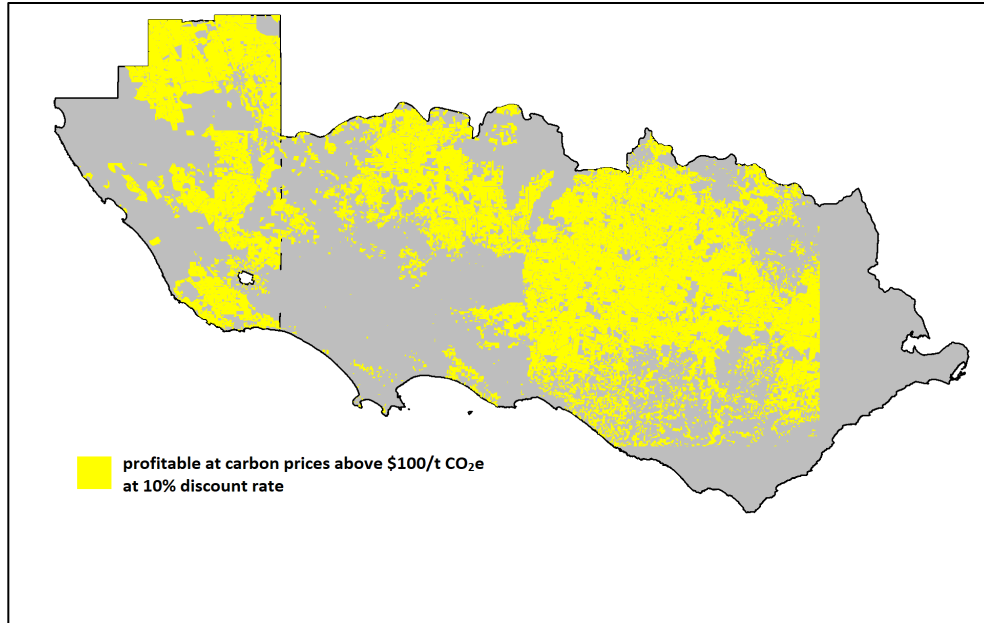 profitable at carbon prices above $100/t CO₂e
at 10% discount rate